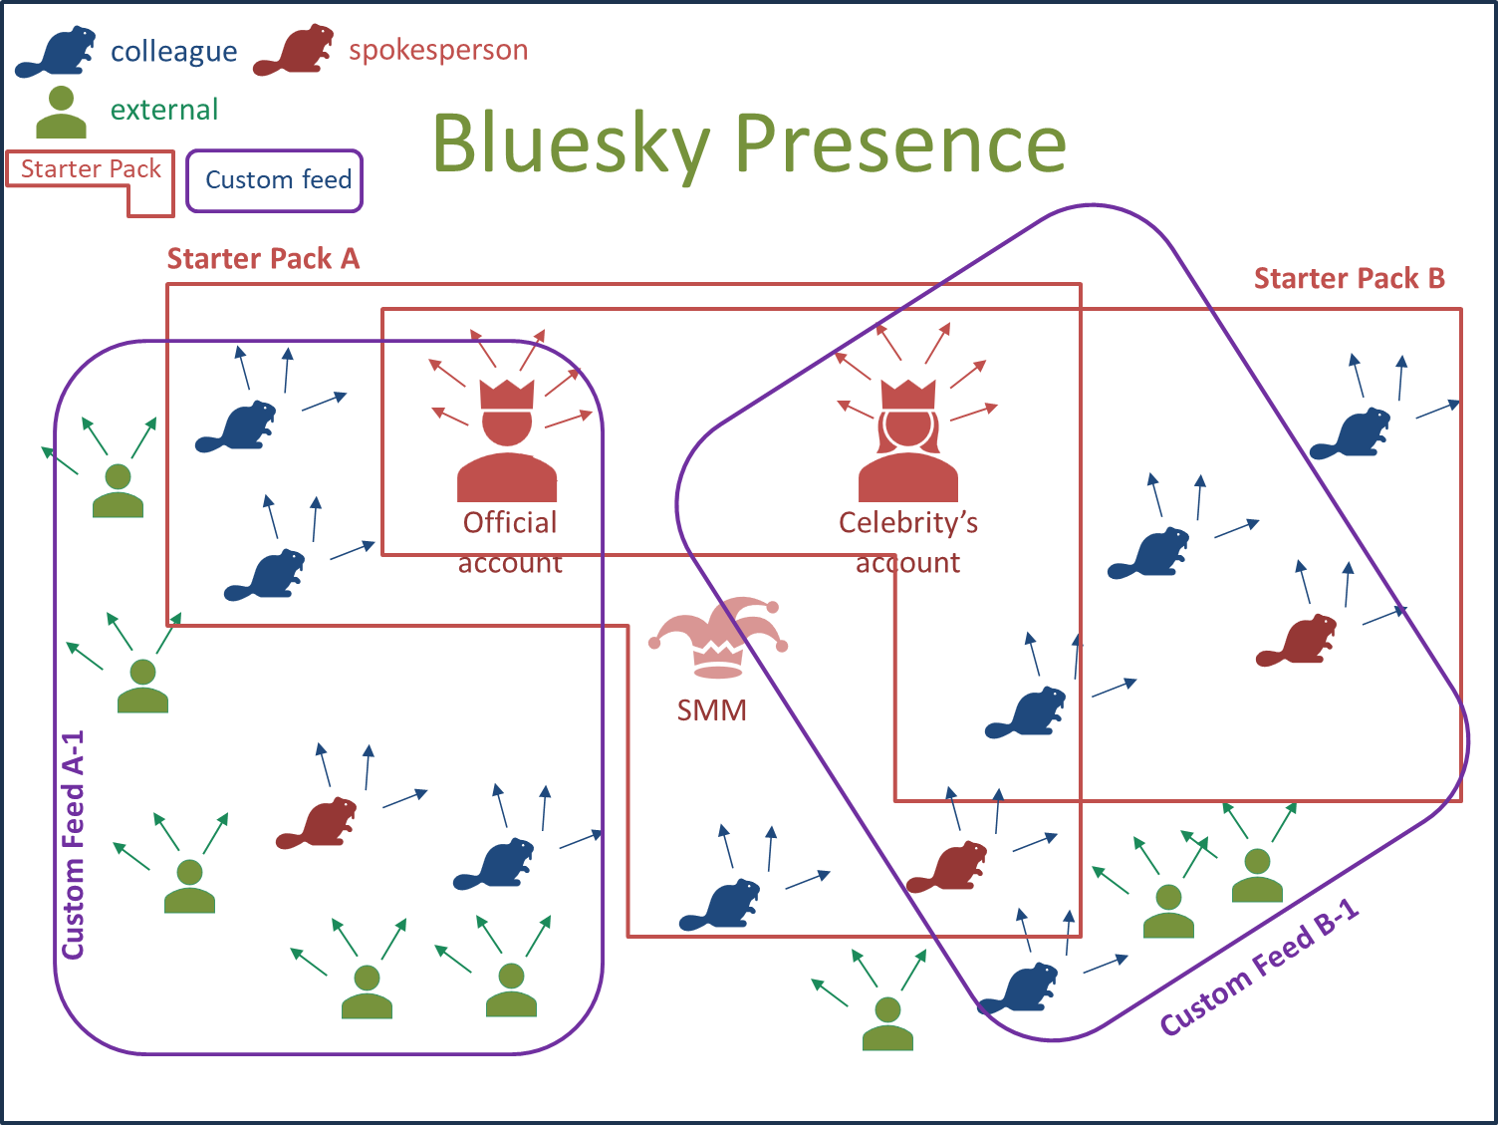 colleague
spokesperson
external
Starter Pack
Custom feed
Bluesky Presence
Starter Pack A
Starter Pack B
Official
account
Celebrity's
account
SMM
Custom Feed A-1
Custom Feed B-1